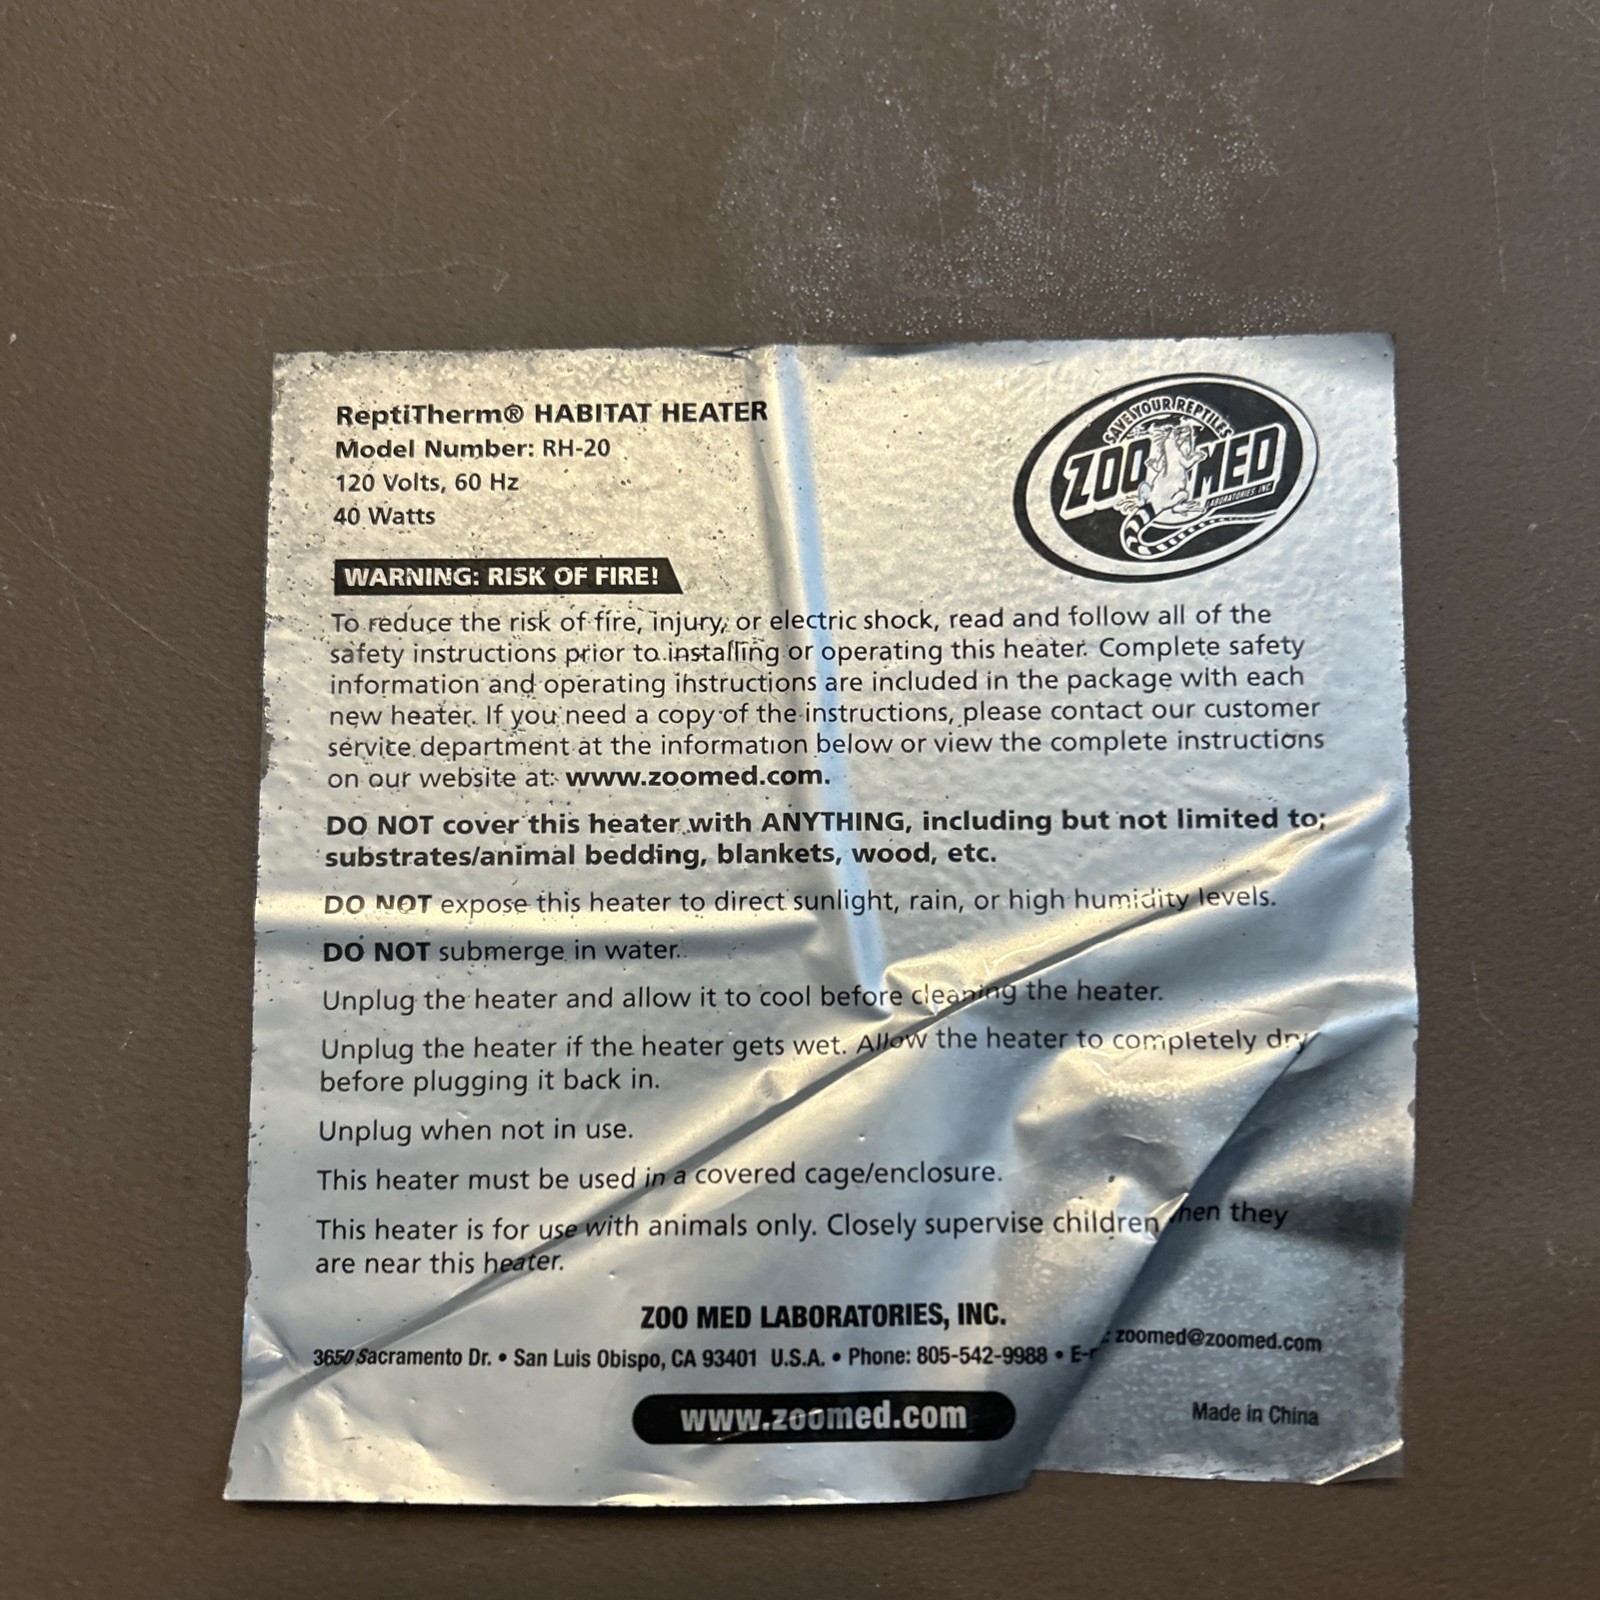 ReptiTherm® HABITAT HEATER
Model Number: RH-20
120 Volts, 60 Hz
40 Watts
SAVE YOUR REPTILES
ZOO MED
LABORATORIES, INC
WARNING: RISK OF FIRE!
To reduce the risk of fire, injury, or electric shock, read and follow all of the
safety instructions prior to installing or operating this heater. Complete safety
information and operating instructions are included in the package with each
new heater. If you need a copy of the instructions, please contact our customer
service department at the information below or view the complete instructions
on our website at: www.zoomed.com.
DO NOT cover this heater with ANYTHING, including but not limited to;
substrates/animal bedding, blankets, wood, etc.
DO NOT expose this heater to direct sunlight, rain, or high humidity levels.
DO NOT submerge in water.
Unplug the heater and allow it to cool before cleaning the heater.
Unplug the heater if the heater gets wet. Allow the heater to completely dry
before plugging it back in.
Unplug when not in use.
This heater must be used in a covered cage/enclosure.
This heater is for use with animals only. Closely supervise children when they
are near this heater.
ZOO MED LABORATORIES, INC.
3650 Sacramento Dr. • San Luis Obispo, CA 93401 U.S.A. • Phone: 805-542-9988 • : zoomed@zoomed.com
www.zoomed.com
Made in China